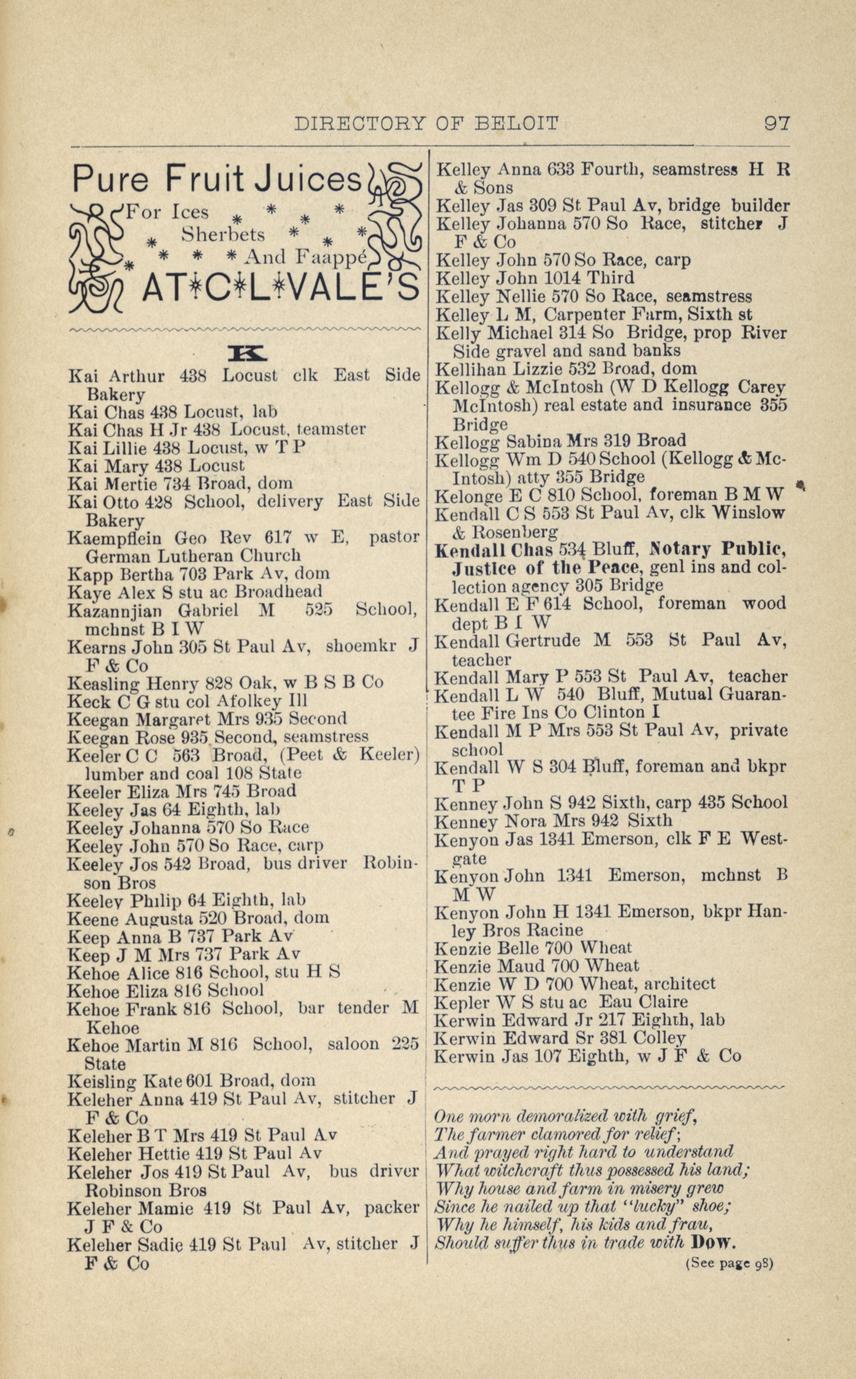 DIRECTORY OF BELOIT 97
Pure Fruit Juices
For Ices * * * *
* Sherbets * * *
* * * * And Faappé
AT*C*L*VALE'S
K
Kai Arthur 438 Locust clk East Side
Bakery
Kai Chas 438 Locust, lab
Kai Chas H Jr 438 Locust, teamster
Kai Lillie 438 Locust, w T P
Kai Mary 438 Locust
Kai Mertie 734 Broad, dom
Kai Otto 428 School, delivery East Side
Bakery
Kaempflein Geo Rev 617 w E, pastor
German Lutheran Church
Kapp Bertha 703 Park Av, dom
Kaye Alex S stu ac Broadhead
Kazannjian Gabriel M 525 School,
mchnst B I W
Kearns John 305 St Paul Av, shoemkr J
F & Co
Keasling Henry 828 Oak, w B S B Co
Keck C G stu col Afolkey Ill
Keegan Margaret Mrs 935 Second
Keegan Rose 935 Second, seamstress
Keeler C C 563 Broad, (Peet & Keeler)
lumber and coal 108 State
Keeler Eliza Mrs 745 Broad
Keeley Jas 64 Eighth, lab
Keeley Johanna 570 So Race
Keeley John 570 So Race, carp
Keeley Jos 542 Broad, bus driver Robin-
son Bros
Keeley Philip 64 Eighth, lab
Keene Augusta 520 Broad, dom
Keep Anna B 737 Park Av
Keep J M Mrs 737 Park Av
Kehoe Alice 816 School, stu H S
Kehoe Eliza 816 School
Kehoe Frank 816 School, bar tender M
Kehoe
Kehoe Martin M 816 School, saloon 225
State
Keisling Kate 601 Broad, dom
Keleher Anna 419 St Paul Av, stitcher J
F & Co
Keleher B T Mrs 419 St Paul Av
Keleher Hettie 419 St Paul Av
Keleher Jos 419 St Paul Av, bus driver
Robinson Bros
Keleher Mamie 419 St Paul Av, packer
J F & Co
Keleher Sadie 419 St Paul Av, stitcher J
F & Co
Kelley Anna 633 Fourth, seamstress H R
& Sons
Kelley Jas 309 St Paul Av, bridge builder
Kelley Johanna 570 So Race, stitcher J
F & Co
Kelley John 570 So Race, carp
Kelley John 1014 Third
Kelley Nellie 570 So Race, seamstress
Kelley L M, Carpenter Farm, Sixth st
Kelly Michael 314 So Bridge, prop River
Side gravel and sand banks
Kellihan Lizzie 532 Broad, dom
Kellogg & McIntosh (W D Kellogg Carey
McIntosh) real estate and insurance 355
Bridge
Kellogg Sabina Mrs 319 Broad
Kellogg Wm D 540 School (Kellogg & Mc-
Intosh) atty 355 Bridge
Kelonge E C 810 School, foreman B M W
Kendall C S 553 St Paul Av, clk Winslow
& Rosenberg
Kendall Chas 534 Bluff, Notary Public,
Justice of the Peace, genl ins and col-
lection agency 305 Bridge
Kendall E F 614 School, foreman wood
dept B I W
Kendall Gertrude M 553 St Paul Av,
teacher
Kendall Mary P 553 St Paul Av, teacher
Kendall L W 540 Bluff, Mutual Guaran-
tee Fire Ins Co Clinton I
Kendall M P Mrs 553 St Paul Av, private
school
Kendall W S 304 Bluff, foreman and bkpr
T P
Kenney John S 942 Sixth, carp 435 School
Kenney Nora Mrs 942 Sixth
Kenyon Jas 1341 Emerson, clk F E West-
gate
Kenyon John 1341 Emerson, mchnst B
M W
Kenyon John H 1341 Emerson, bkpr Han-
ley Bros Racine
Kenzie Belle 700 Wheat
Kenzie Maud 700 Wheat
Kenzie W D 700 Wheat, architect
Kepler W S stu ac Eau Claire
Kerwin Edward Jr 217 Eighth, lab
Kerwin Edward Sr 381 Colley
Kerwin Jas 107 Eighth, w J F & Co
One morn demoralized with grief,
The farmer clamored for relief;
And prayed right hard to understand
What witchcraft thus possessed his land;
Why house and farm in misery grew
Since he nailed up that "lucky" shoe;
Why he himself, his kids and frau,
Should suffer thus in trade with Dow.
(See page 98)